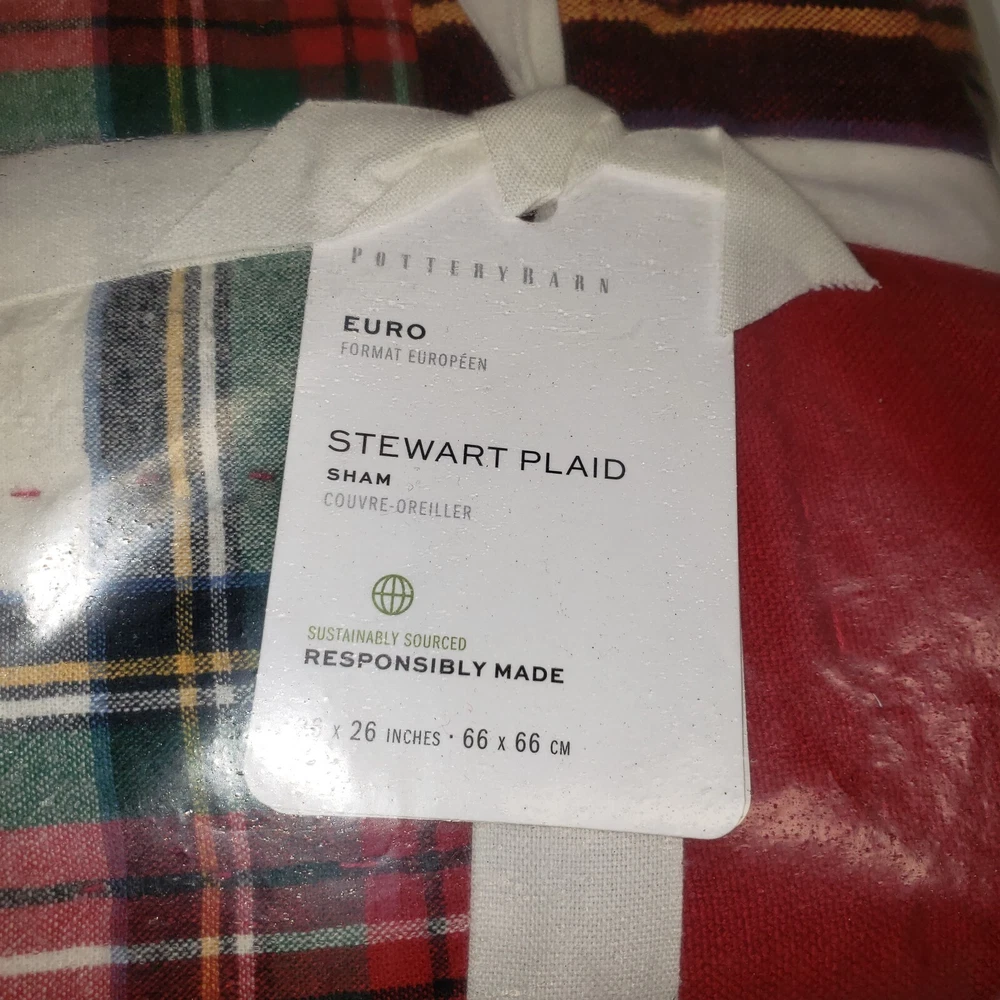 POTTERYBARN
EURO
FORMAT EUROPÉEN
STEWART PLAID
SHAM
COUVRE-OREILLER
SUSTAINABLY SOURCED
RESPONSIBLY MADE
x 26 INCHES · 66 x 66 CM